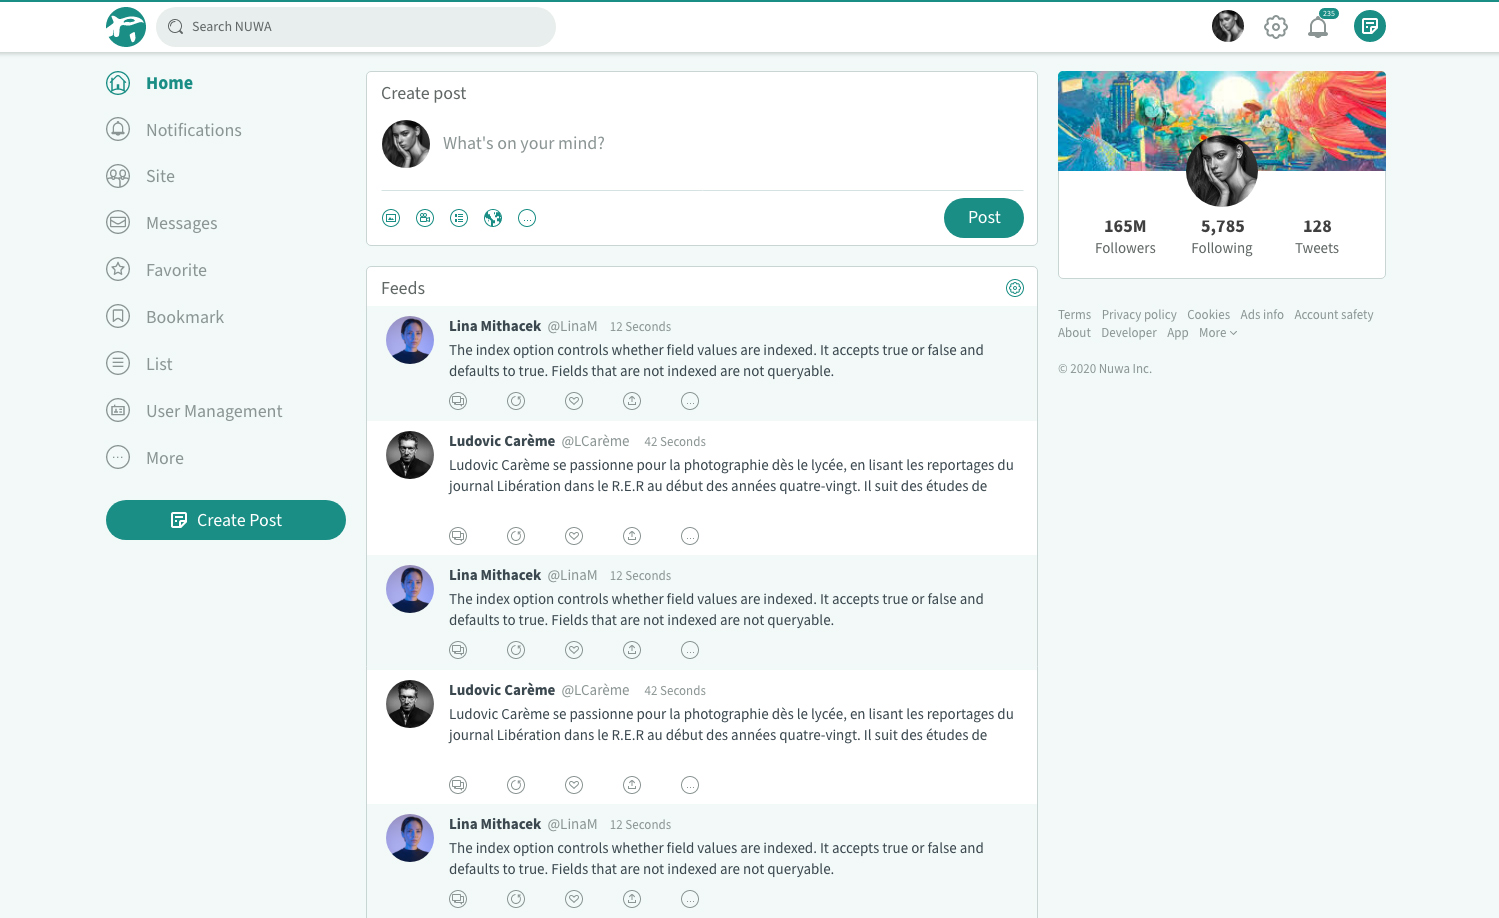 Search NUWA
235
Home
Notifications
Site
Messages
Favorite
Bookmark
List
User Management
More
Create Post
Create post
What's on your mind?
Post
Feeds
Lina Mithacek @LinaM 12 Seconds
The index option controls whether field values are indexed. It accepts true or false and
defaults to true. Fields that are not indexed are not queryable.
Ludovic Carème @LCarème 42 Seconds
Ludovic Carème se passionne pour la photographie dès le lycée, en lisant les reportages du
journal Libération dans le R.E.R au début des années quatre-vingt. Il suit des études de
Lina Mithacek @LinaM 12 Seconds
The index option controls whether field values are indexed. It accepts true or false and
defaults to true. Fields that are not indexed are not queryable.
Ludovic Carème @LCarème 42 Seconds
Ludovic Carème se passionne pour la photographie dès le lycée, en lisant les reportages du
journal Libération dans le R.E.R au début des années quatre-vingt. Il suit des études de
Lina Mithacek @LinaM 12 Seconds
The index option controls whether field values are indexed. It accepts true or false and
defaults to true. Fields that are not indexed are not queryable.
165M 5,785 128
Followers Following Tweets
Terms Privacy policy Cookies Ads info Account safety
About Developer App More
© 2020 Nuwa Inc.